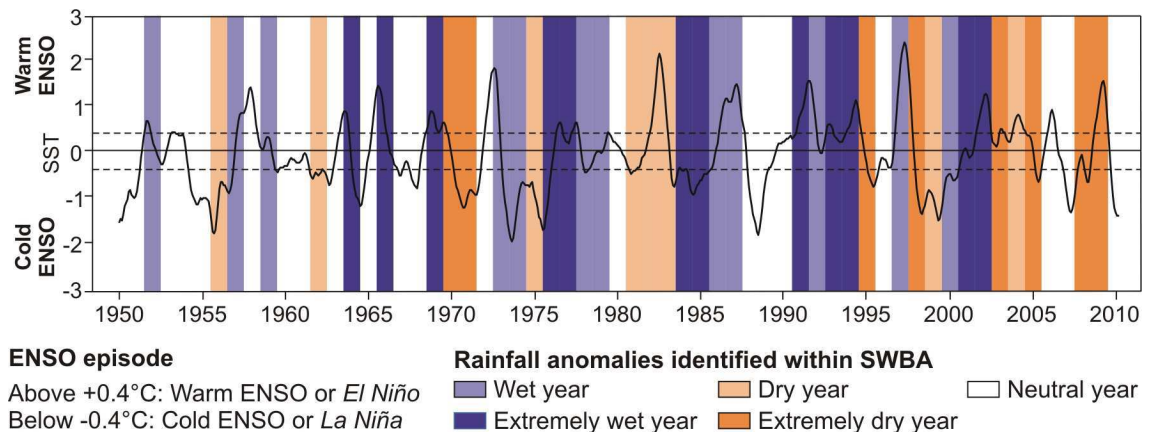 3
2
1
0
-1
-2
-3
Warm
ENSO
SST
Cold
ENSO
1950 1955 1960 1965 1970 1975 1980 1985 1990 1995 2000 2005 2010
ENSO episode
Above +0.4°C: Warm ENSO or El Niño
Below -0.4°C: Cold ENSO or La Niña
Rainfall anomalies identified within SWBA
Wet year Dry year Neutral year
Extremely wet year Extremely dry year